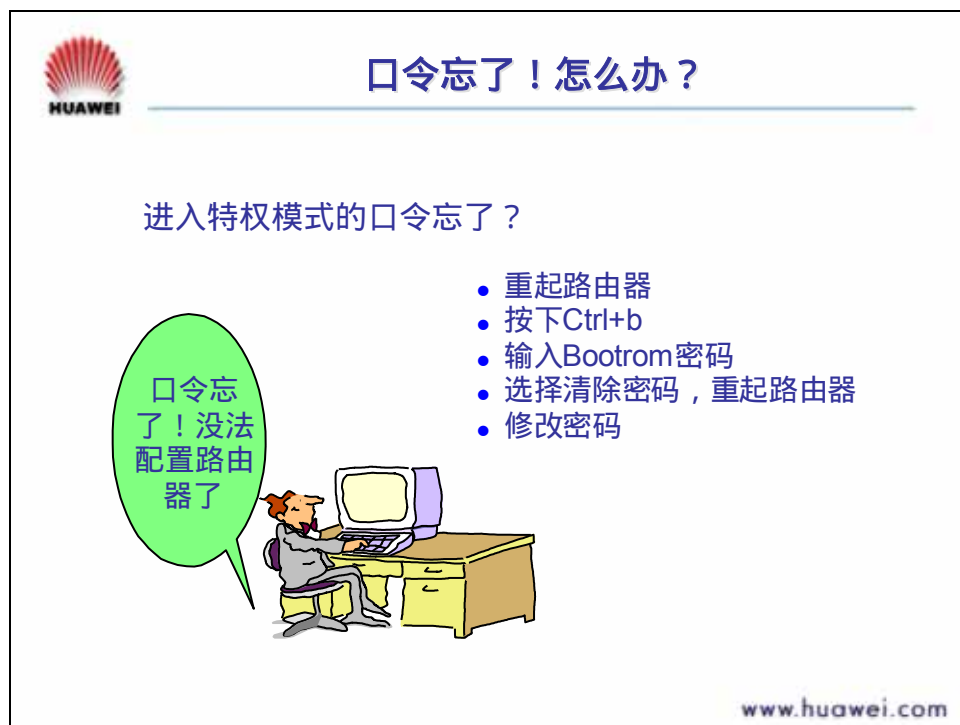 HUAWEI
口令忘了！怎么办？
进入特权模式的口令忘了？
● 重起路由器
● 按下Ctrl+b
● 输入Bootrom密码
● 选择清除密码，重起路由器
● 修改密码
口令忘
了！没法
配置路由
器了
www.huawei.com